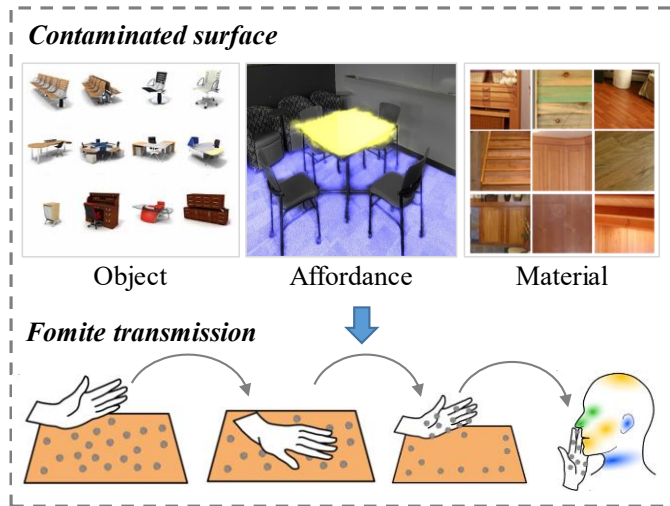 Contaminated surface
Object
Affordance
Material
Fomite transmission